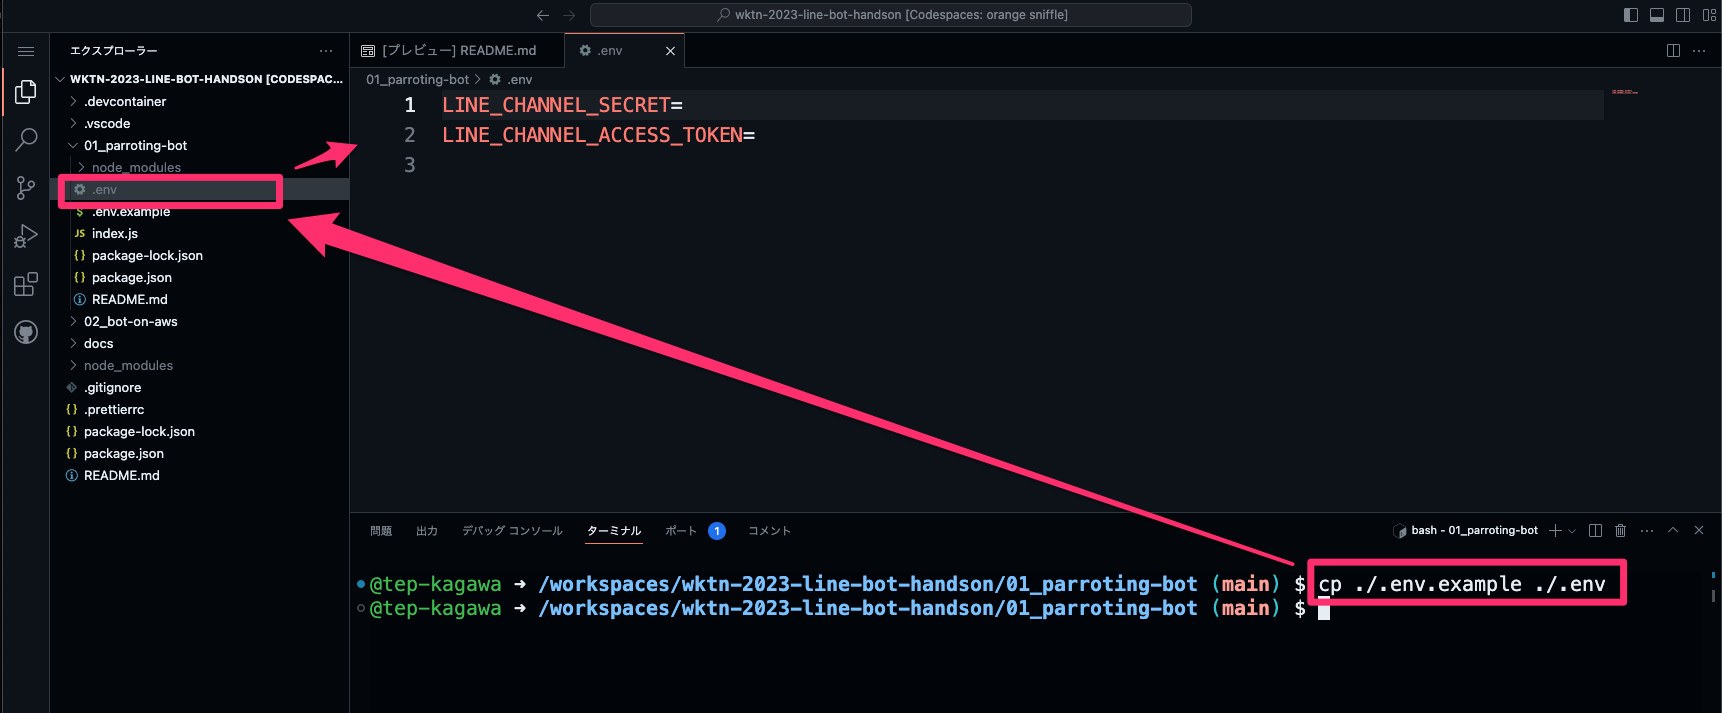 wktn-2023-line-bot-handson [Codespaces: orange sniffle]
エクスプローラー
WKTN-2023-LINE-BOT-HANDSON [CODESPAC...
.devcontainer
.vscode
01_parroting-bot
node_modules
.env
.env.example
JS index.js
{} package-lock.json
{} package.json
README.md
02_bot-on-aws
docs
node_modules
.gitignore
{} .prettierrc
{} package-lock.json
{} package.json
README.md
[プレビュー] README.md
.env
01_parroting-bot > .env
1 LINE_CHANNEL_SECRET=
2 LINE_CHANNEL_ACCESS_TOKEN=
3
問題 出力 デバッグ コンソール ターミナル ポート 1 コメント
bash - 01_parroting-bot
@tep-kagawa → /workspaces/wktn-2023-line-bot-handson/01_parroting-bot (main) $ cp ./.env.example ./.env
@tep-kagawa → /workspaces/wktn-2023-line-bot-handson/01_parroting-bot (main) $